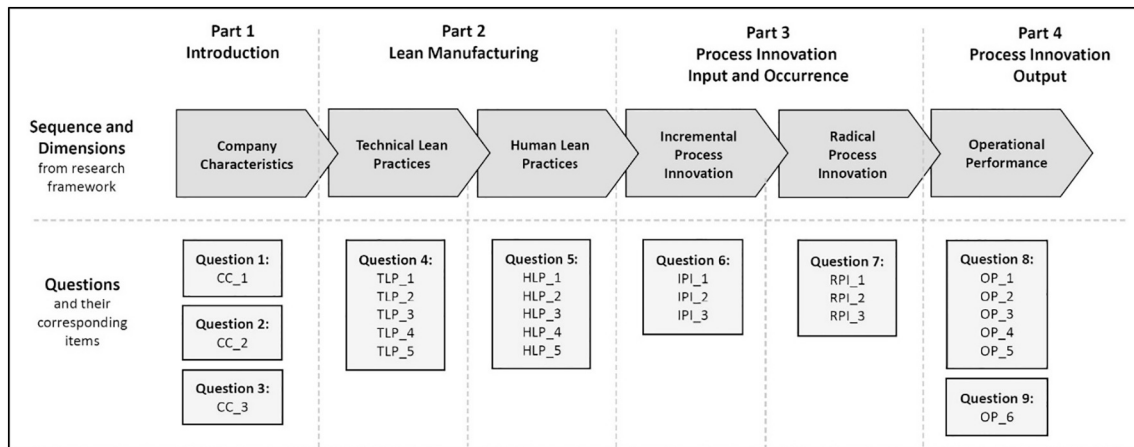 Part 1
Introduction
Part 2
Lean Manufacturing
Part 3
Process Innovation
Input and Occurrence
Part 4
Process Innovation
Output
Sequence and
Dimensions
from research
framework
Company
Characteristics
Technical Lean
Practices
Human Lean
Practices
Incremental
Process
Innovation
Radical
Process
Innovation
Operational
Performance
Questions
and their
corresponding
items
Question 1:
CC_1
Question 2:
CC_2
Question 3:
CC_3
Question 4:
TLP_1
TLP_2
TLP_3
TLP_4
TLP_5
Question 5:
HLP_1
HLP_2
HLP_3
HLP_4
HLP_5
Question 6:
IPI_1
IPI_2
IPI_3
Question 7:
RPI_1
RPI_2
RPI_3
Question 8:
OP_1
OP_2
OP_3
OP_4
OP_5
Question 9:
OP_6